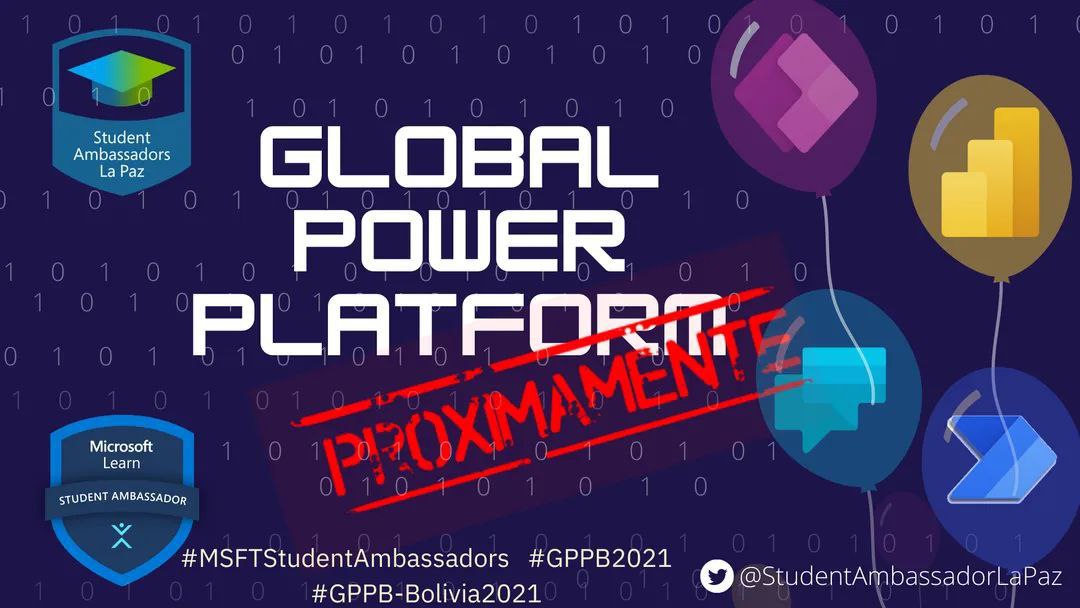 Student
Ambassadors
La Paz
GLOBAL
POWER
PLATFORM
PROXIMAMENTE
Microsoft
Learn
STUDENT AMBASSADOR
#MSFTStudentAmbassadors #GPPB2021
#GPPB-Bolivia2021
@StudentAmbassadorLaPaz